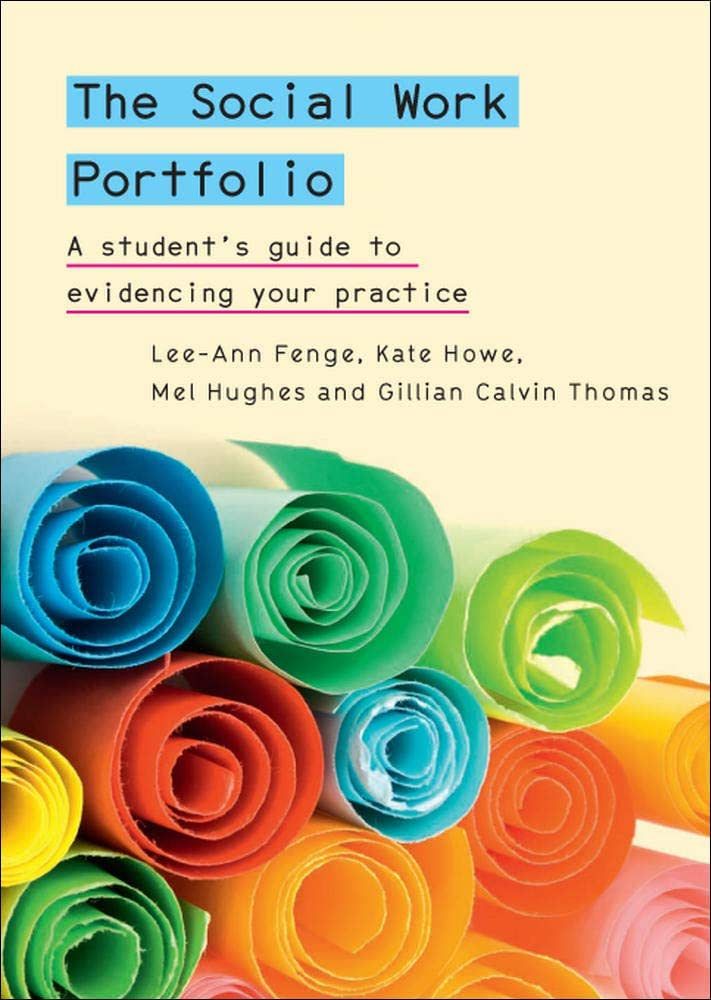 The Social Work
Portfolio
A student's guide to
evidencing your practice
Lee-Ann Fenge, Kate Howe,
Mel Hughes and Gillian Calvin Thomas